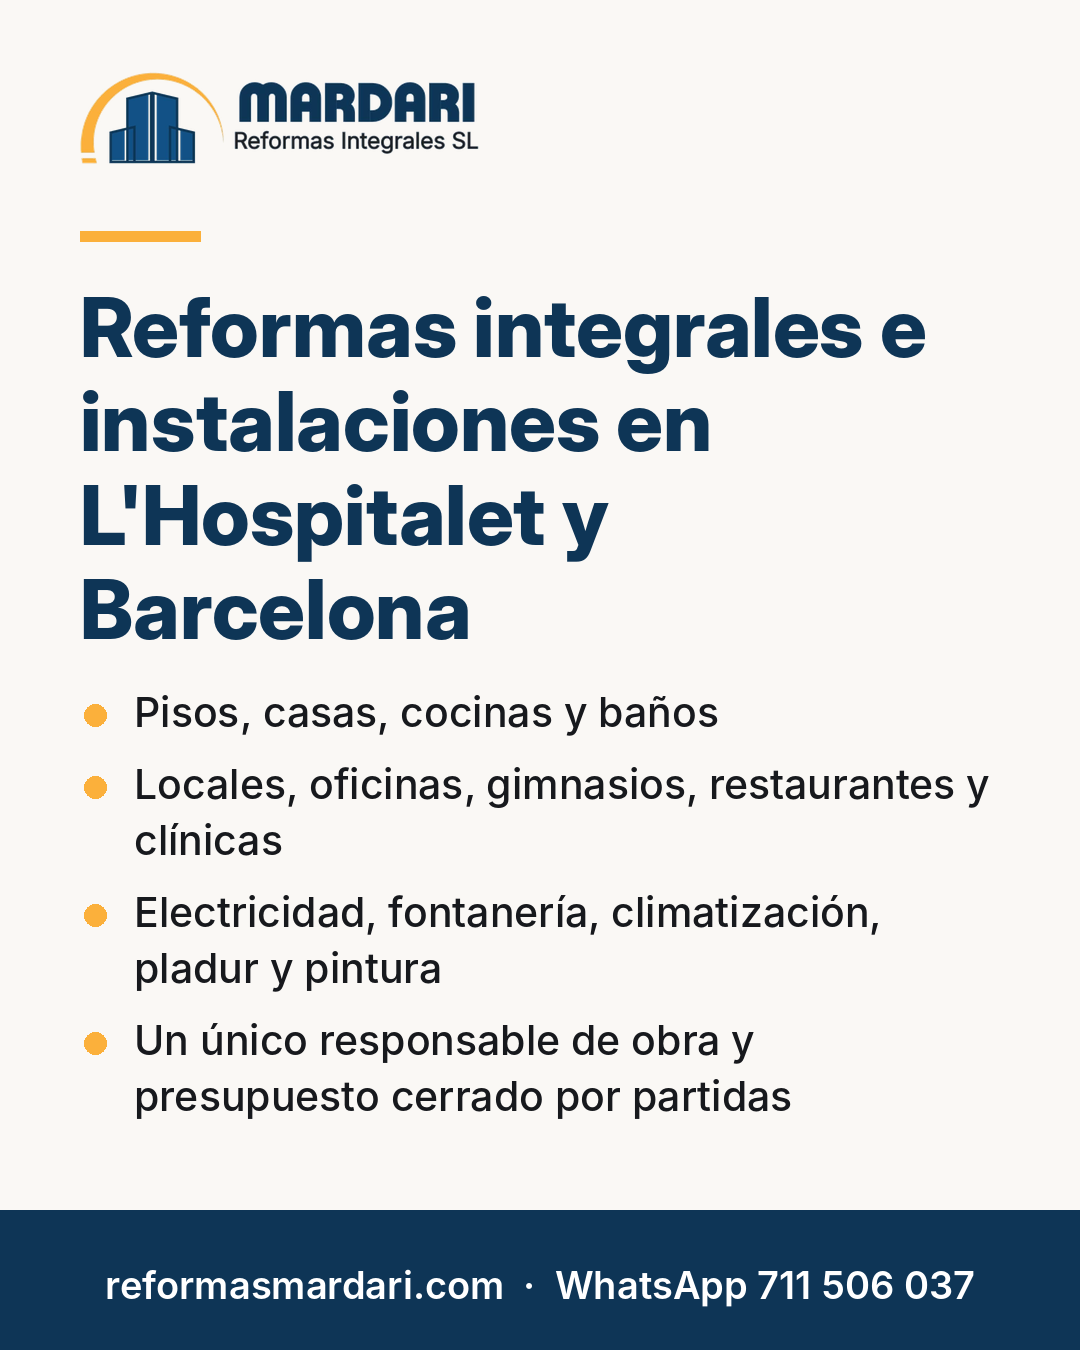 MARDARI
Reformas Integrales SL
Reformas integrales e
instalaciones en
L'Hospitalet y
Barcelona
Pisos, casas, cocinas y baños
Locales, oficinas, gimnasios, restaurantes y
clínicas
Electricidad, fontanería, climatización,
pladur y pintura
Un único responsable de obra y
presupuesto cerrado por partidas
reformasmardari.com · WhatsApp 711 506 037